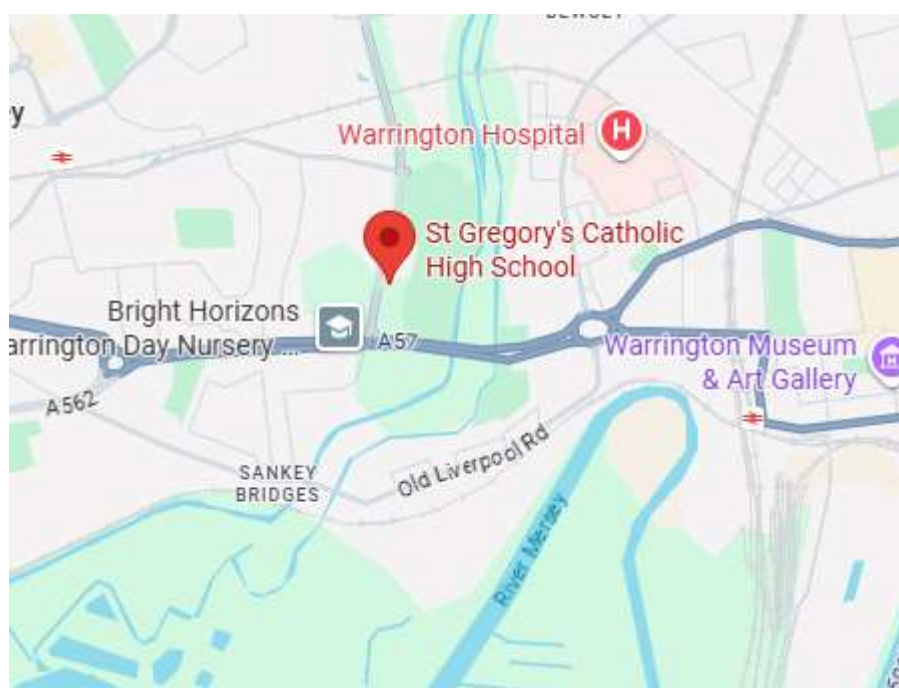 y
Warrington Hospital
H
St Gregory's Catholic
High School
Bright Horizons
arrington Day Nursery ...
A57
Warrington Museum
& Art Gallery
A562
Old Liverpool Rd
SANKEY
BRIDGES
River Mersey